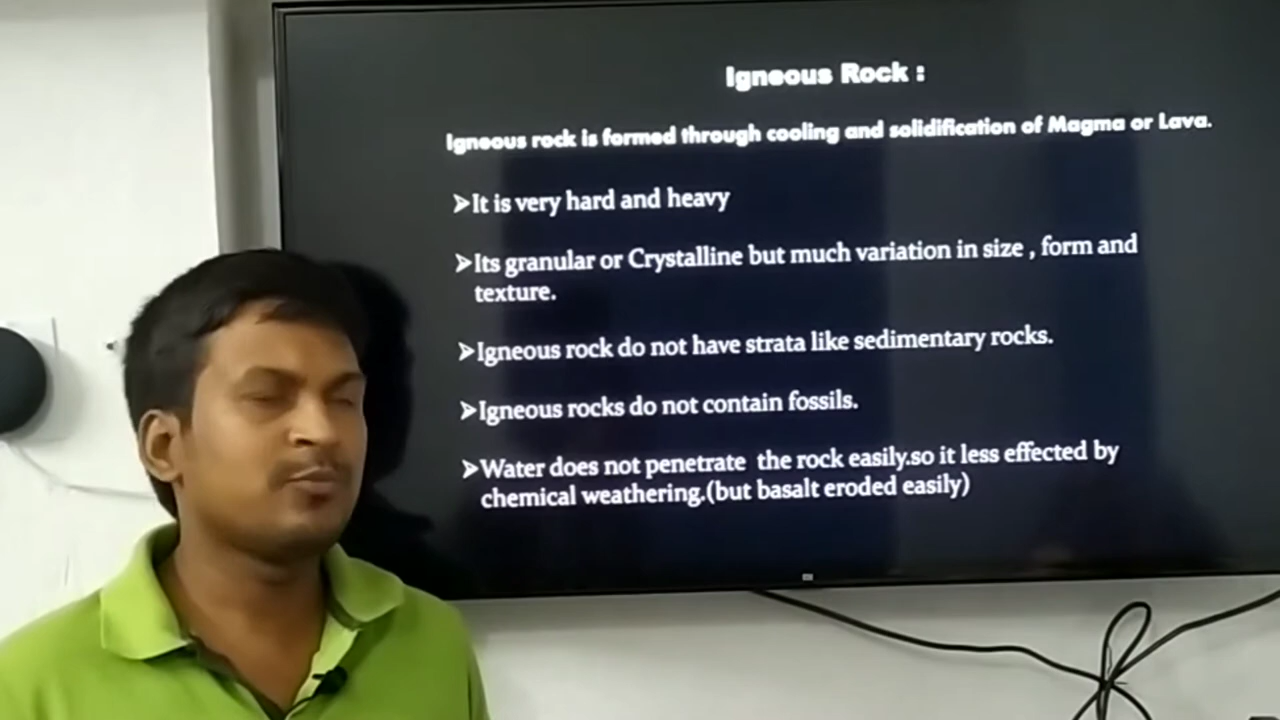 Igneous Rock :
Igneous rock is formed through cooling and solidification of Magma or Lava.
➢It is very hard and heavy
➢Its granular or Crystalline but much variation in size , form and
texture.
➢Igneous rock do not have strata like sedimentary rocks.
➢Igneous rocks do not contain fossils.
➢Water does not penetrate the rock easily.so it less effected by
chemical weathering.(but basalt eroded easily)